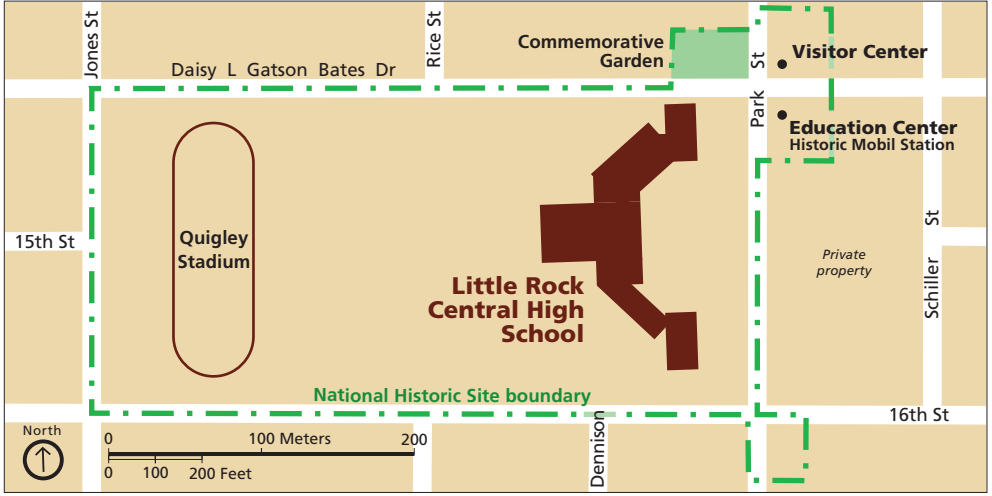 Jones St
Rice St
Commemorative
Garden
Park St
Visitor Center
Daisy L Gatson Bates Dr
Education Center
Historic Mobil Station
15th St
Quigley
Stadium
Private
property
Schiller St
Little Rock
Central High
School
National Historic Site boundary
16th St
Dennison
North
0 100 Meters 200
0 100 200 Feet